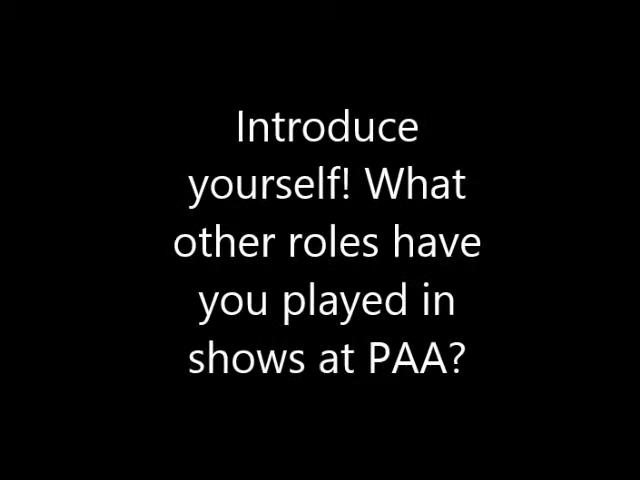 Introduce
yourself! What
other roles have
you played in
shows at PAA?